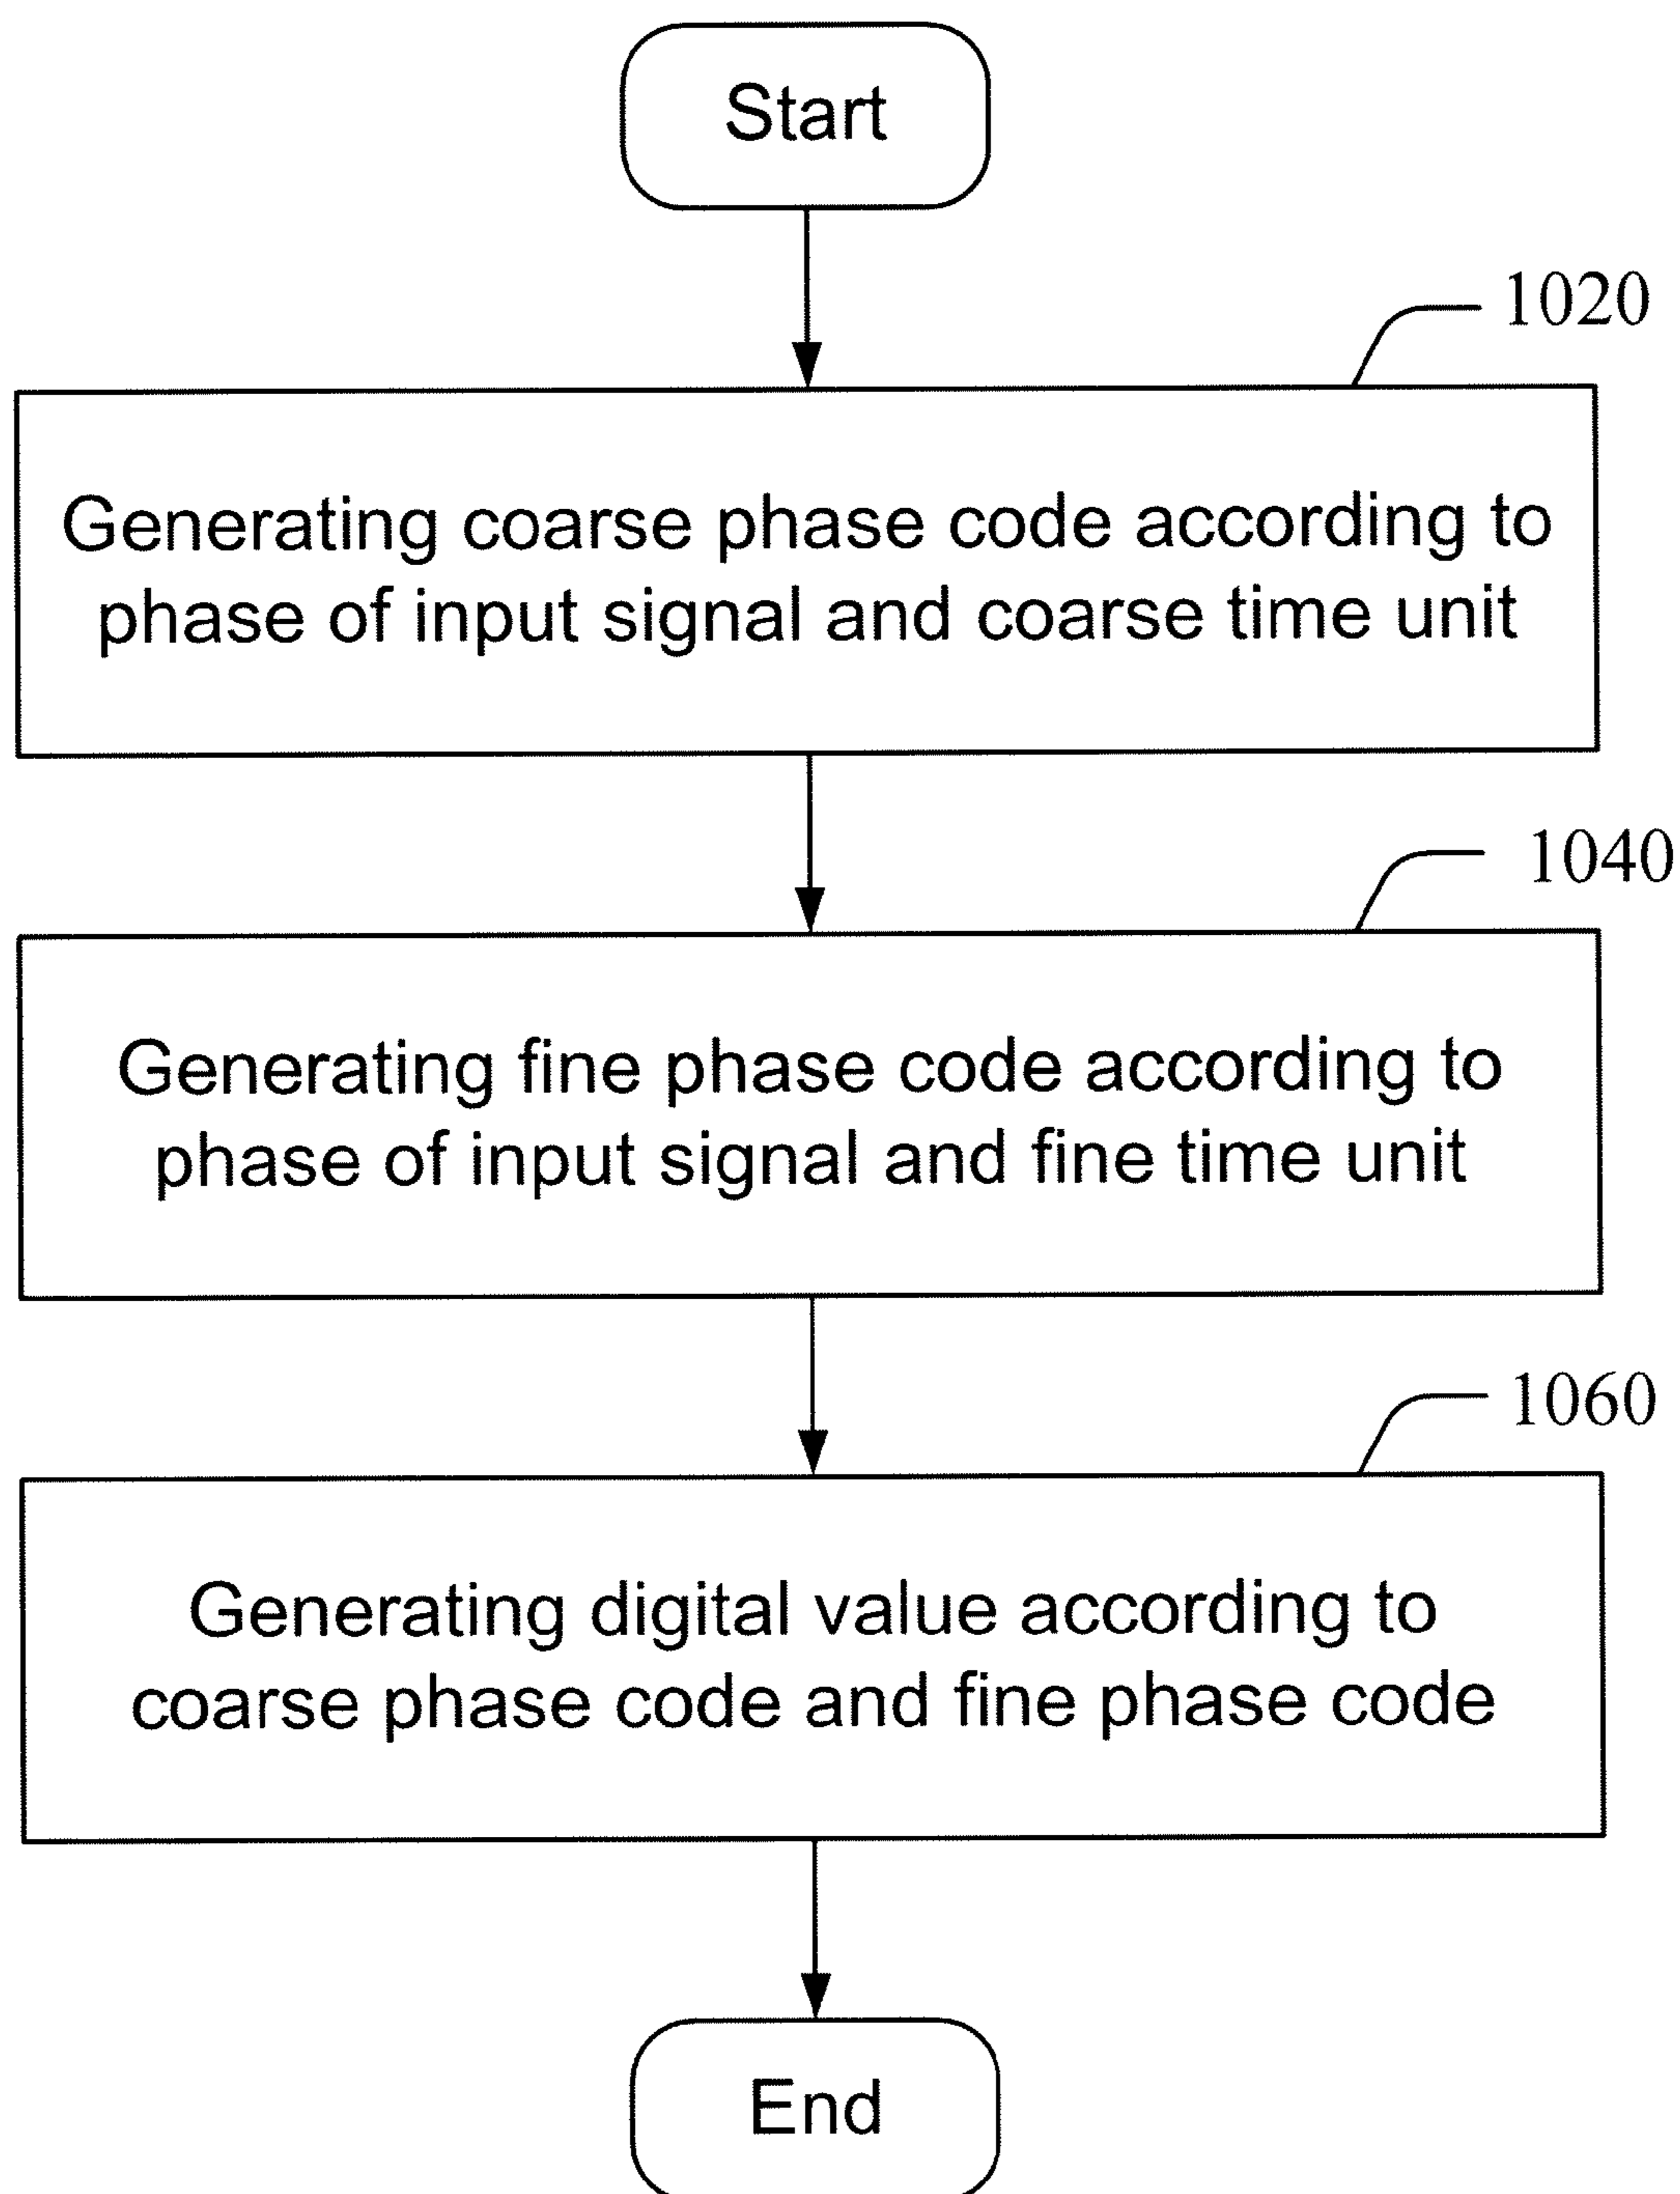 Start
1020
Generating coarse phase code according to
phase of input signal and coarse time unit
1040
Generating fine phase code according to
phase of input signal and fine time unit
1060
Generating digital value according to
coarse phase code and fine phase code
End